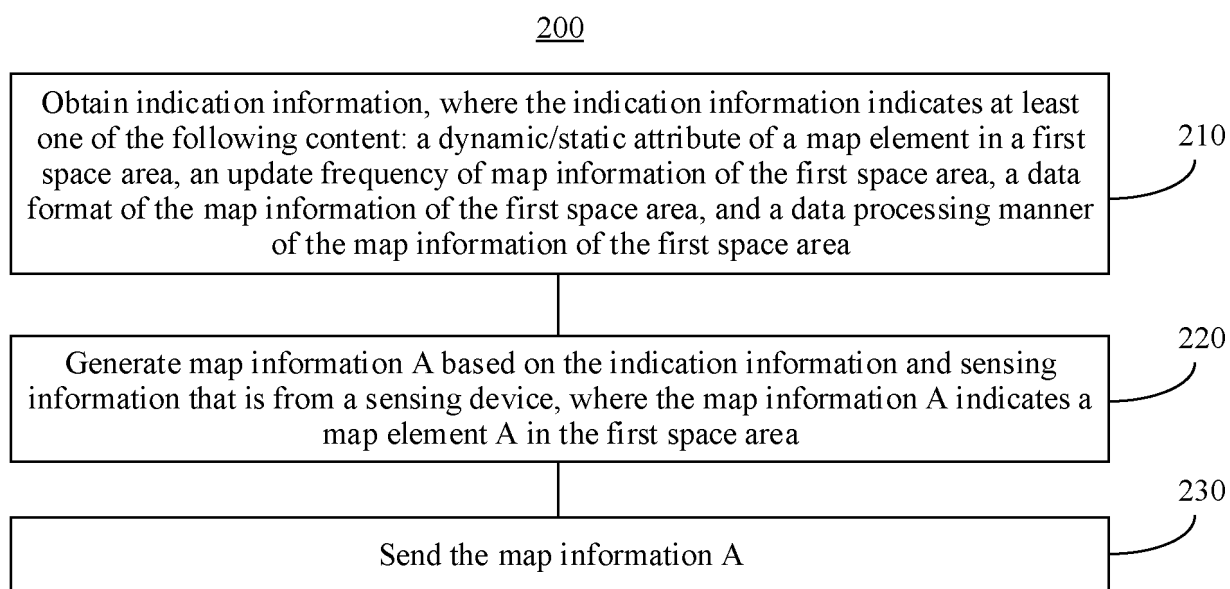 200
Obtain indication information, where the indication information indicates at least
one of the following content: a dynamic/static attribute of a map element in a first
space area, an update frequency of map information of the first space area, a data
format of the map information of the first space area, and a data processing manner
of the map information of the first space area
210
Generate map information A based on the indication information and sensing
information that is from a sensing device, where the map information A indicates a
map element A in the first space area
220
Send the map information A
230